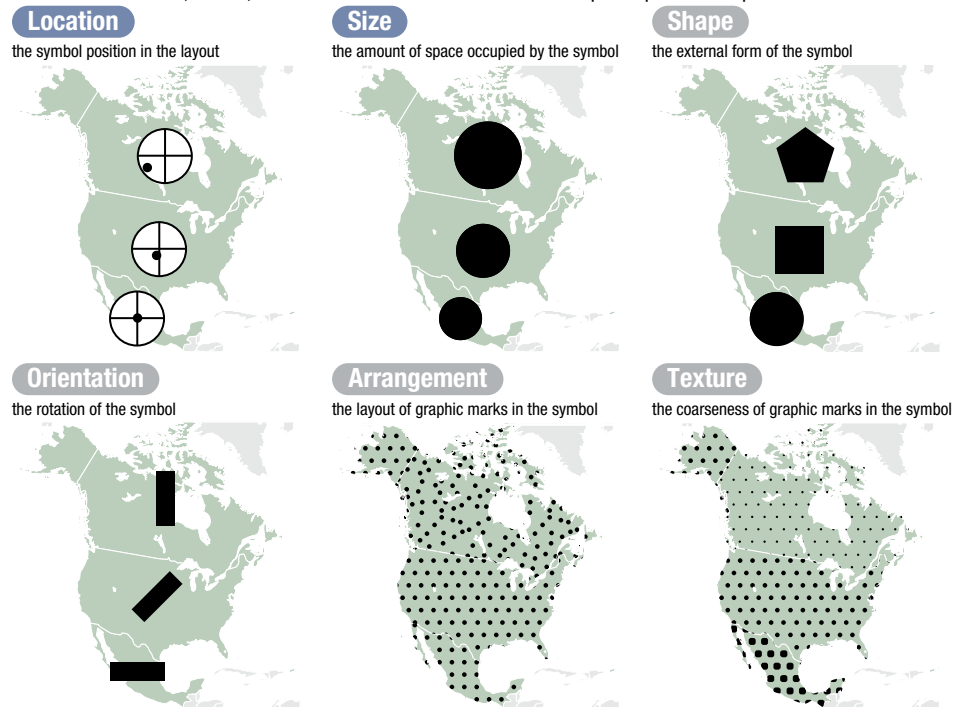 Location
the symbol position in the layout
Size
the amount of space occupied by the symbol
Shape
the external form of the symbol
Orientation
the rotation of the symbol
Arrangement
the layout of graphic marks in the symbol
Texture
the coarseness of graphic marks in the symbol